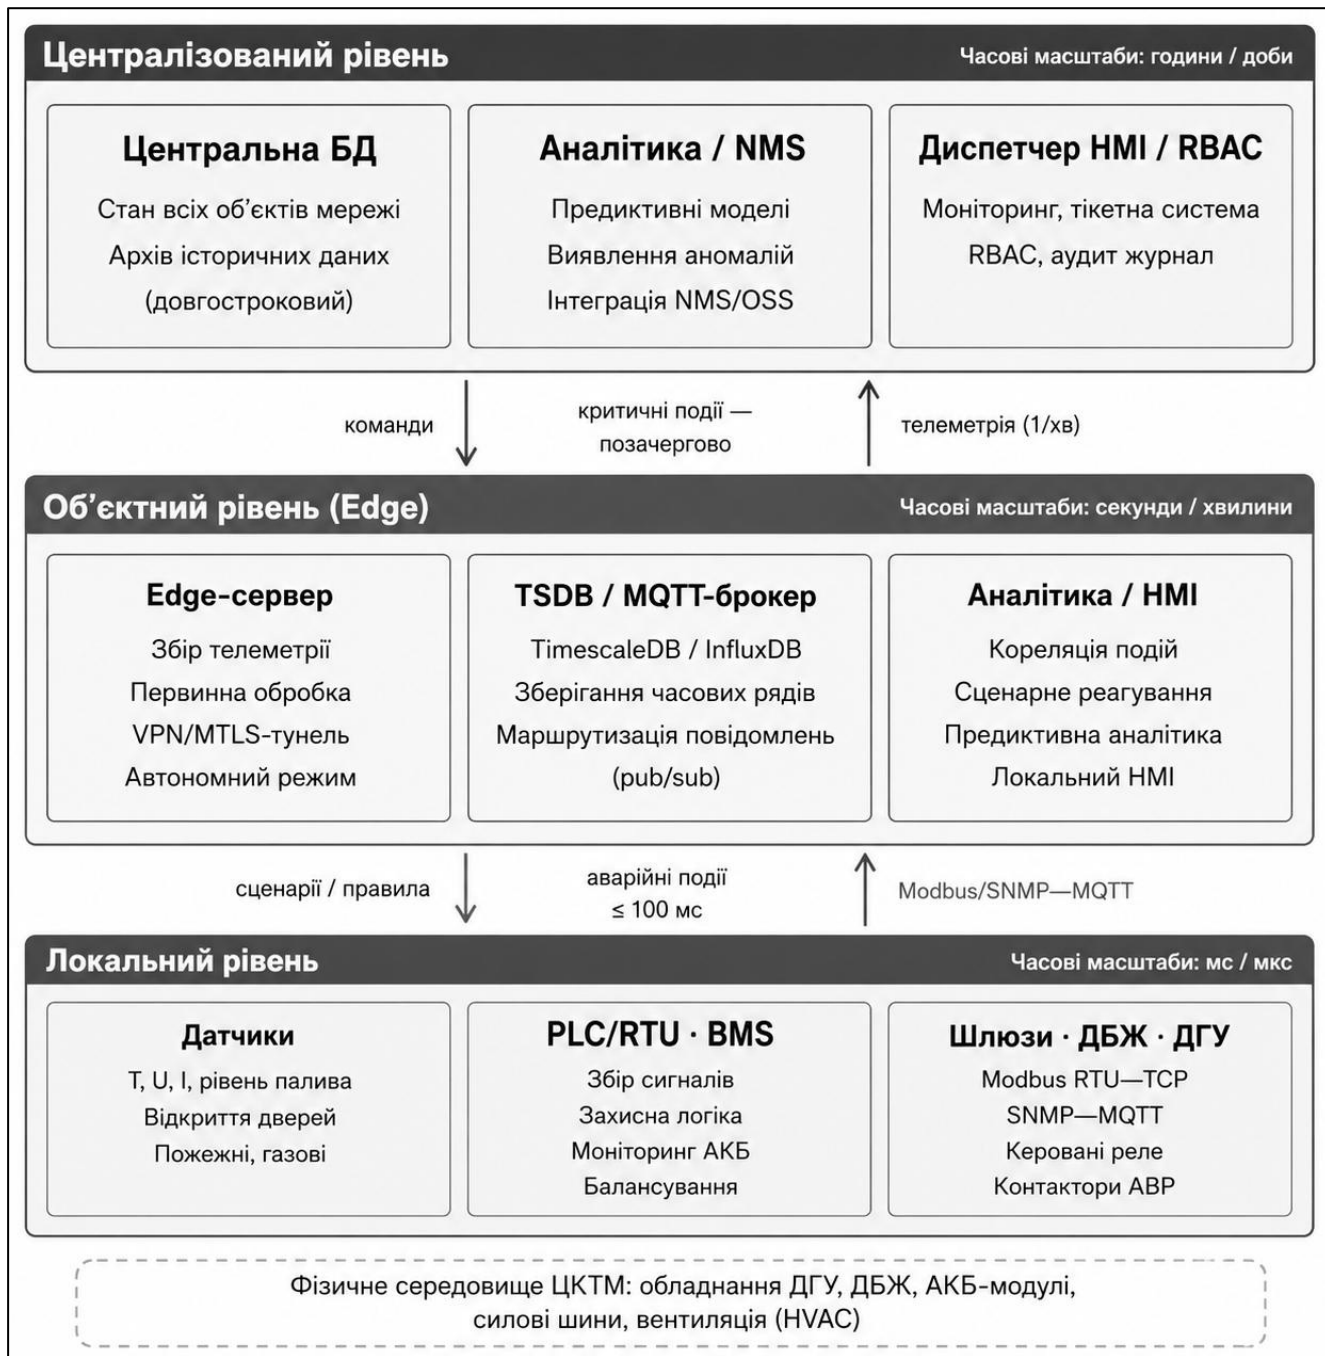 Централізований рівень
Часові масштаби: години / доби
Центральна БД
Стан всіх об’єктів мережі
Архів історичних даних
(довгостроковий)
Аналітика / NMS
Предиктивні моделі
Виявлення аномалій
Інтеграція NMS/OSS
Диспетчер HMI / RBAC
Моніторинг, тікетна система
RBAC, аудит журнал
команди
критичні події —
позачергово
телеметрія (1/хв)
Об’єктний рівень (Edge)
Часові масштаби: секунди / хвилини
Edge-сервер
Збір телеметрії
Первинна обробка
VPN/MTLS-тунель
Автономний режим
TSDB / MQTT-брокер
TimescaleDB / InfluxDB
Зберігання часових рядів
Маршрутизація повідомлень
(pub/sub)
Аналітика / HMI
Кореляція подій
Сценарне реагування
Предиктивна аналітика
Локальний HMI
сценарії / правила
аварійні події
≤ 100 мс
Modbus/SNMP—MQTT
Локальний рівень
Часові масштаби: мс / мкс
Датчики
T, U, I, рівень палива
Відкриття дверей
Пожежні, газові
PLC/RTU · BMS
Збір сигналів
Захисна логіка
Моніторинг АКБ
Балансування
Шлюзи · ДБЖ · ДГУ
Modbus RTU—TCP
SNMP—MQTT
Керовані реле
Контактори АВР
Фізичне середовище ЦКТМ: обладнання ДГУ, ДБЖ, АКБ-модулі,
силові шини, вентиляція (HVAC)